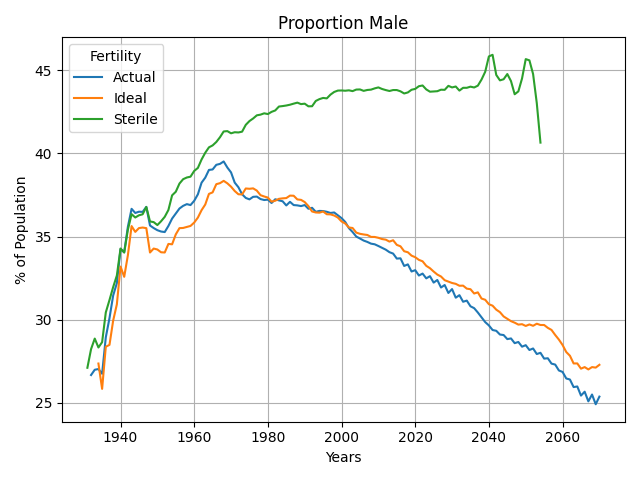 Proportion Male
Fertility
Actual
Ideal
Sterile
% of Population
45
40
35
30
25
1940 1960 1980 2000 2020 2040 2060
Years